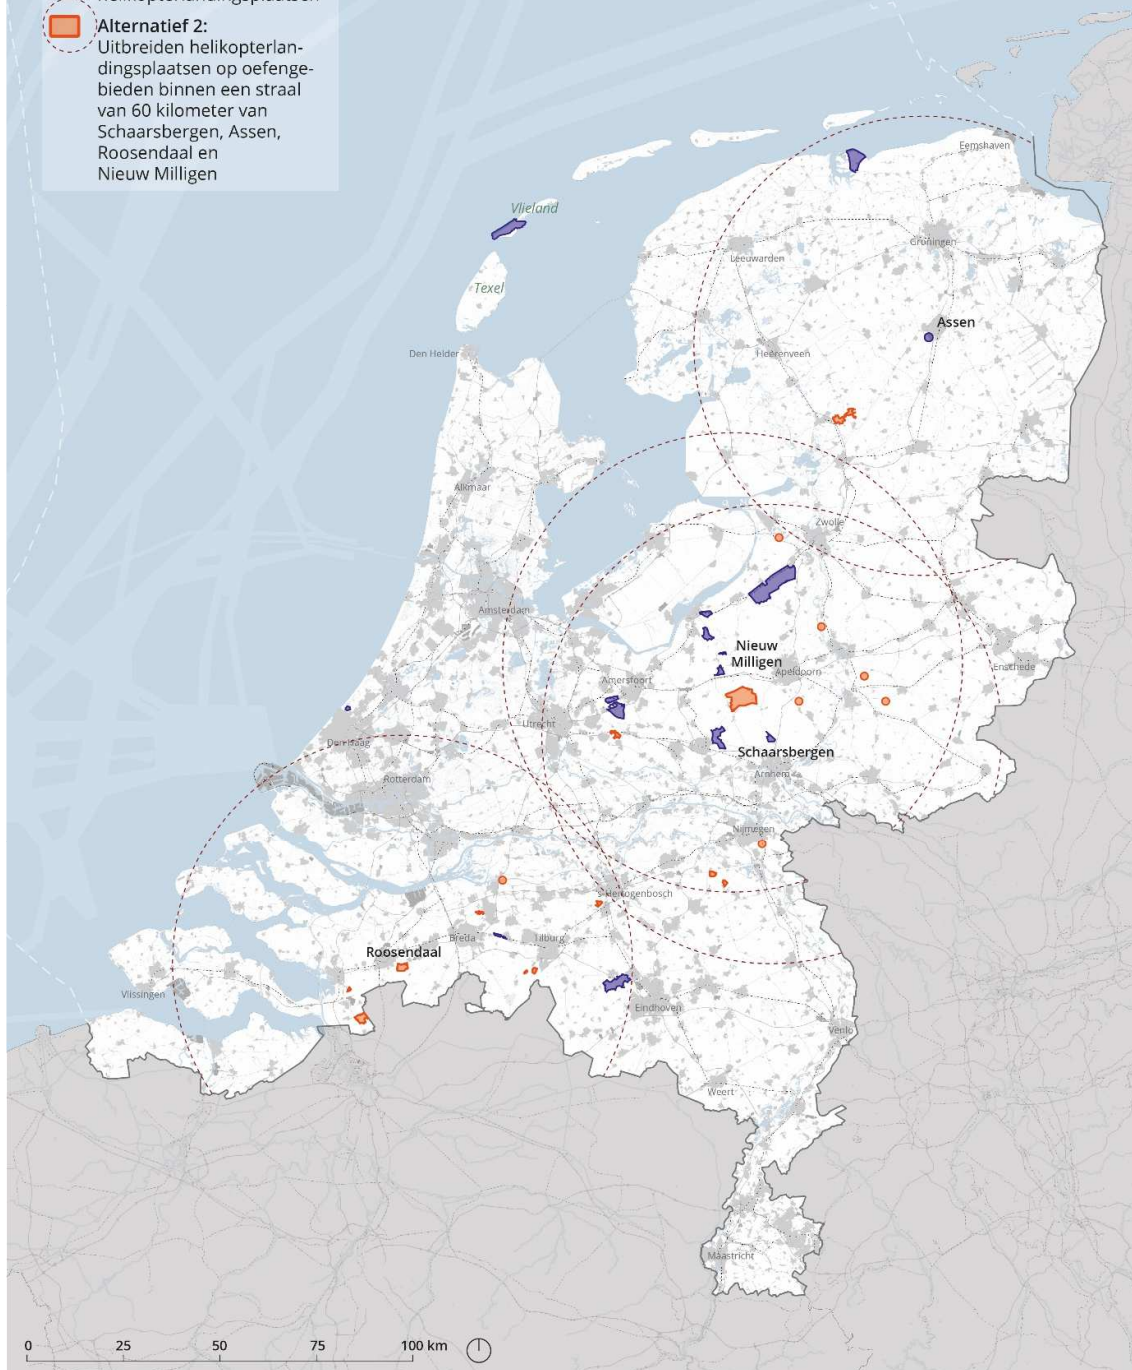 helikopterlandingsplaatsen
Alternatief 2:
Uitbreiden helikopterlan-
dingsplaatsen op oefenge-
bieden binnen een straal
van 60 kilometer van
Schaarsbergen, Assen,
Roosendaal en
Nieuw Milligen
Eemshaven
Vlieland
Groningen
Leeuwarden
Texel
Assen
Den Helder
Heerenveen
Alkmaar
Zwolle
Amsterdam
Nieuw
Milligen
Enschede
Apeldoorn
Amersfoort
Utrecht
Den Haag
Schaarsbergen
Arnhem
Rotterdam
Nijmegen
's-Hertogenbosch
Breda
Tilburg
Roosendaal
Vlissingen
Eindhoven
Venlo
Weert
Maastricht
0 25 50 75 100 km